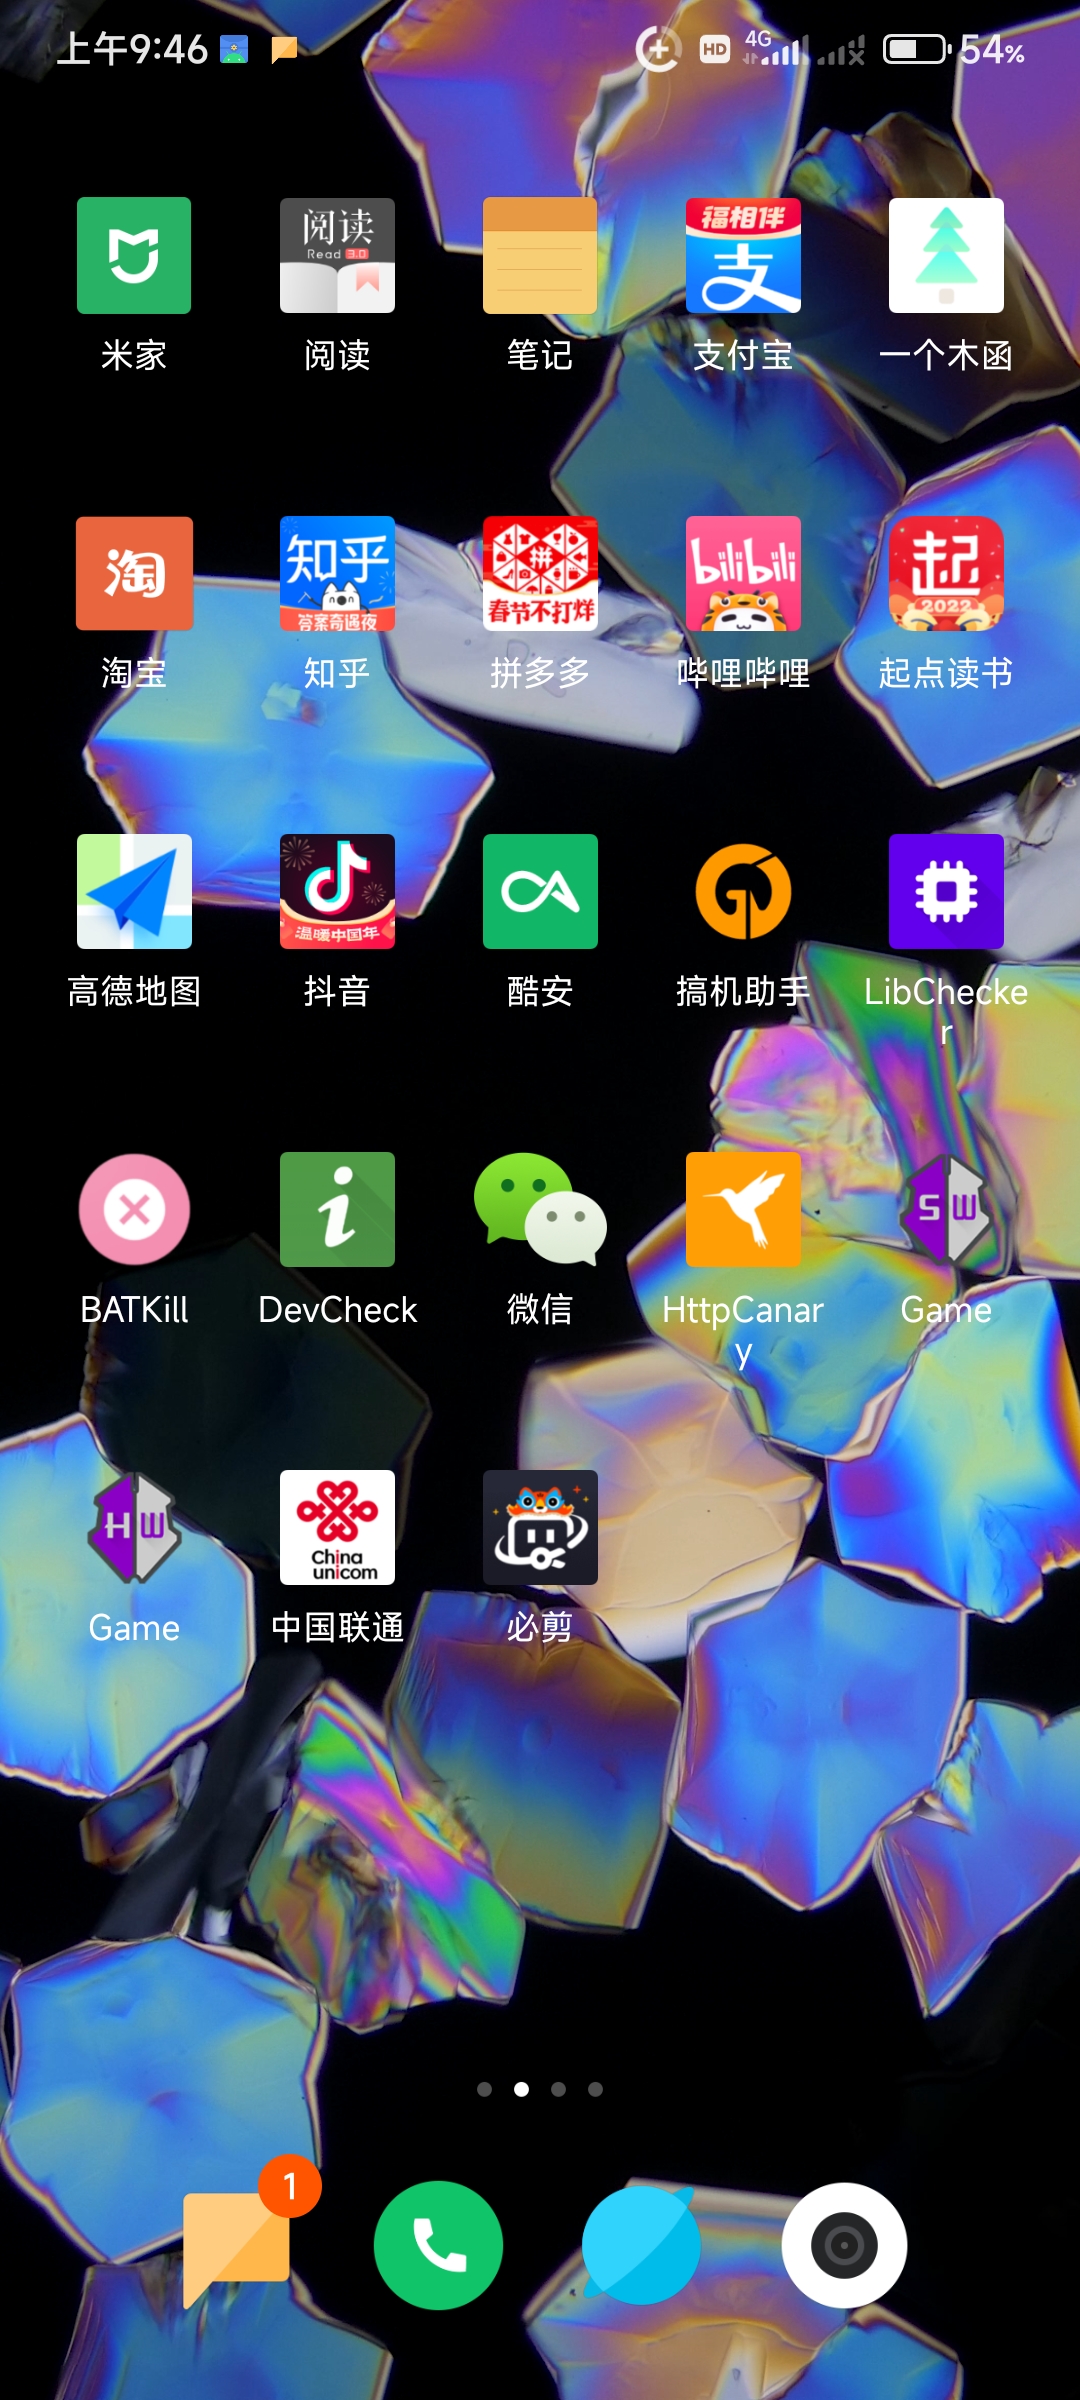 上午9:46 HD 4G 54%
阅读
Read 3.0
福相伴
支
米家 阅读 笔记 支付宝 一个木函
淘 知乎 拼 bilibili 起
答案奇遇夜 春节不打烊 2022
淘宝 知乎 拼多多 哔哩哔哩 起点读书
温暖中国年
高德地图 抖音 酷安 搞机助手 LibChecke
r
i S W
BATKill DevCheck 微信 HttpCanar Game
y
H W
China
unicom
Game 中国联通 必剪
1